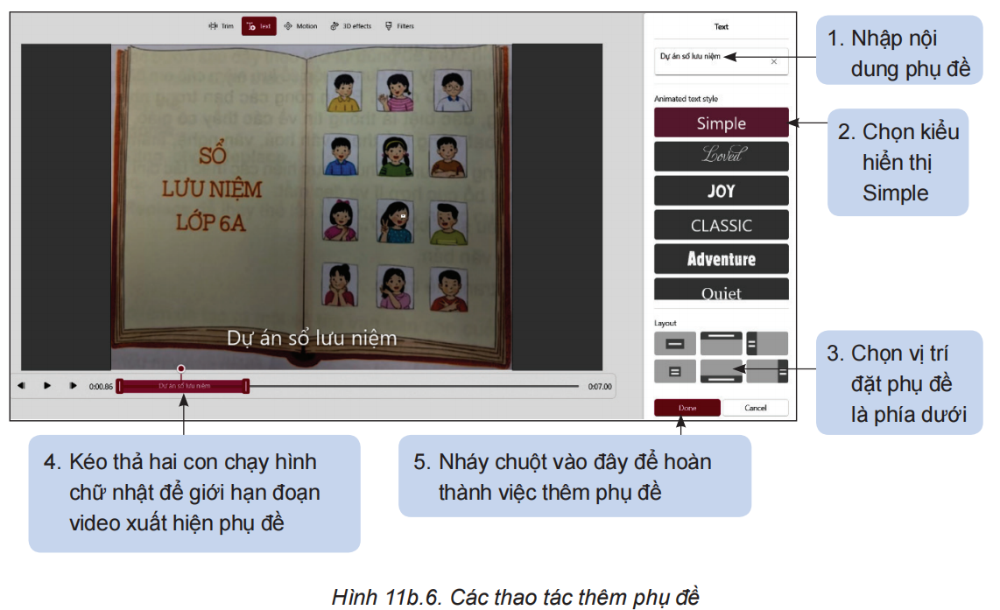 Trim Text Motion 3D effects Filters
Text
Dự án sổ lưu niệm
Animated text style
Simple
Loved
JOY
CLASSIC
Adventure
Quiet
Layout
Done Cancel
SỔ
LƯU NIỆM
LỚP 6A
Dự án sổ lưu niệm
0:00.86 Dự án sổ lưu niệm 0:07.00
1. Nhập nội
dung phụ đề
2. Chọn kiểu
hiển thị
Simple
3. Chọn vị trí
đặt phụ đề
là phía dưới
4. Kéo thả hai con chạy hình
chữ nhật để giới hạn đoạn
video xuất hiện phụ đề
5. Nháy chuột vào đây để hoàn
thành việc thêm phụ đề
Hình 11b.6. Các thao tác thêm phụ đề